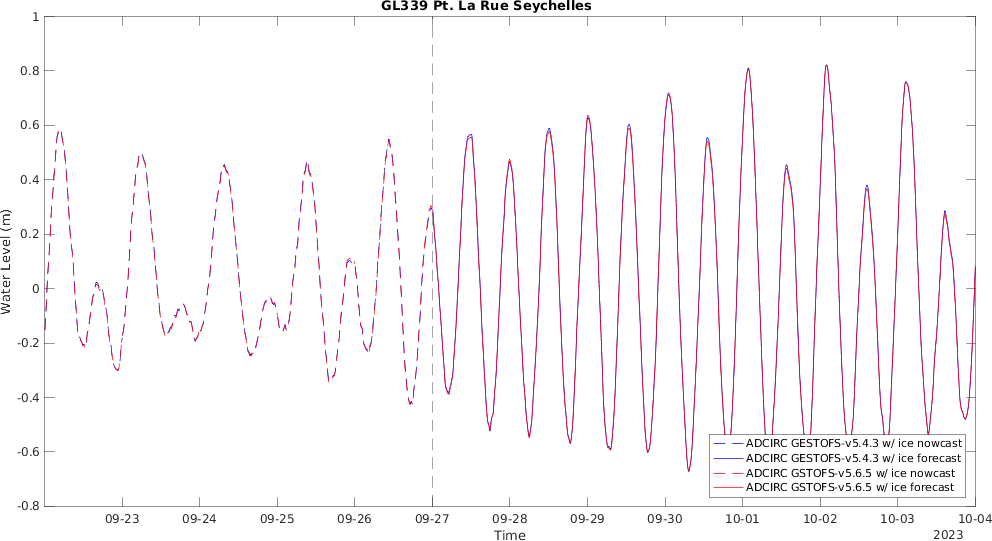 GL339 Pt. La Rue Seychelles
Water Level (m)
1
0.8
0.6
0.4
0.2
0
-0.2
-0.4
-0.6
-0.8
ADCIRC GESTOFS-v5.4.3 w/ ice nowcast
ADCIRC GESTOFS-v5.4.3 w/ ice forecast
ADCIRC GSTOFS-v5.6.5 w/ ice nowcast
ADCIRC GSTOFS-v5.6.5 w/ ice forecast
09-23 09-24 09-25 09-26 09-27 09-28 09-29 09-30 10-01 10-02 10-03 10-04
Time
2023